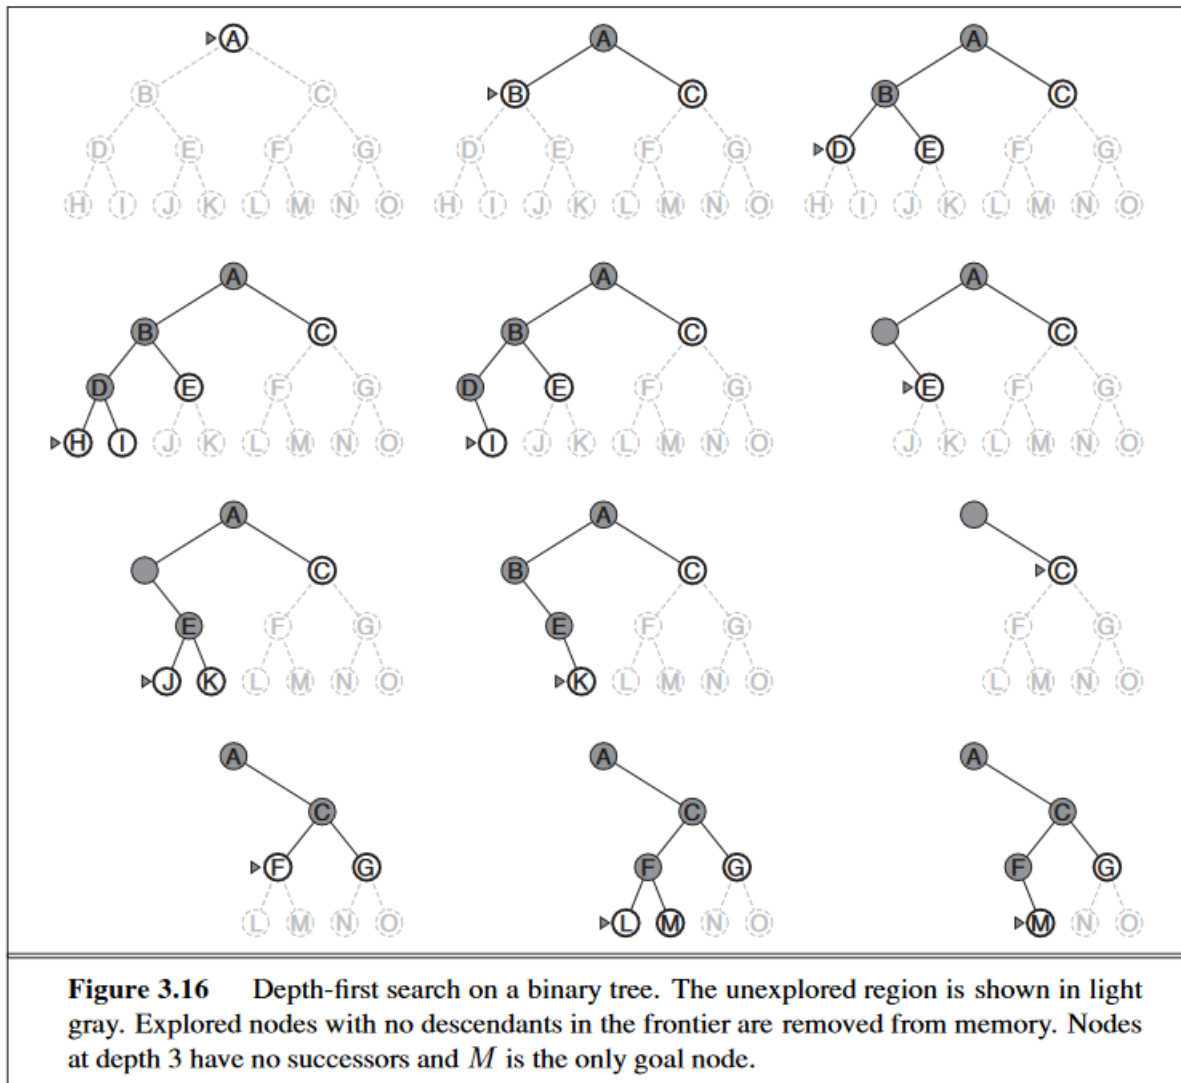 A A A
B C B C B C
D E F G D E F G D E F G
H I J K L M N O H I J K L M N O H I J K L M N O
A A A
B C B C C
D E F G D E F G E F G
H I J K L M N O I J K L M N O J K L M N O
A A
C B C C
E F G E F G F G
J K L M N O K L M N O L M N O
A A A
C C C
F G F G F G
L M N O L M N O M N O
Figure 3.16 Depth-first search on a binary tree. The unexplored region is shown in light
gray. Explored nodes with no descendants in the frontier are removed from memory. Nodes
at depth 3 have no successors and M is the only goal node.